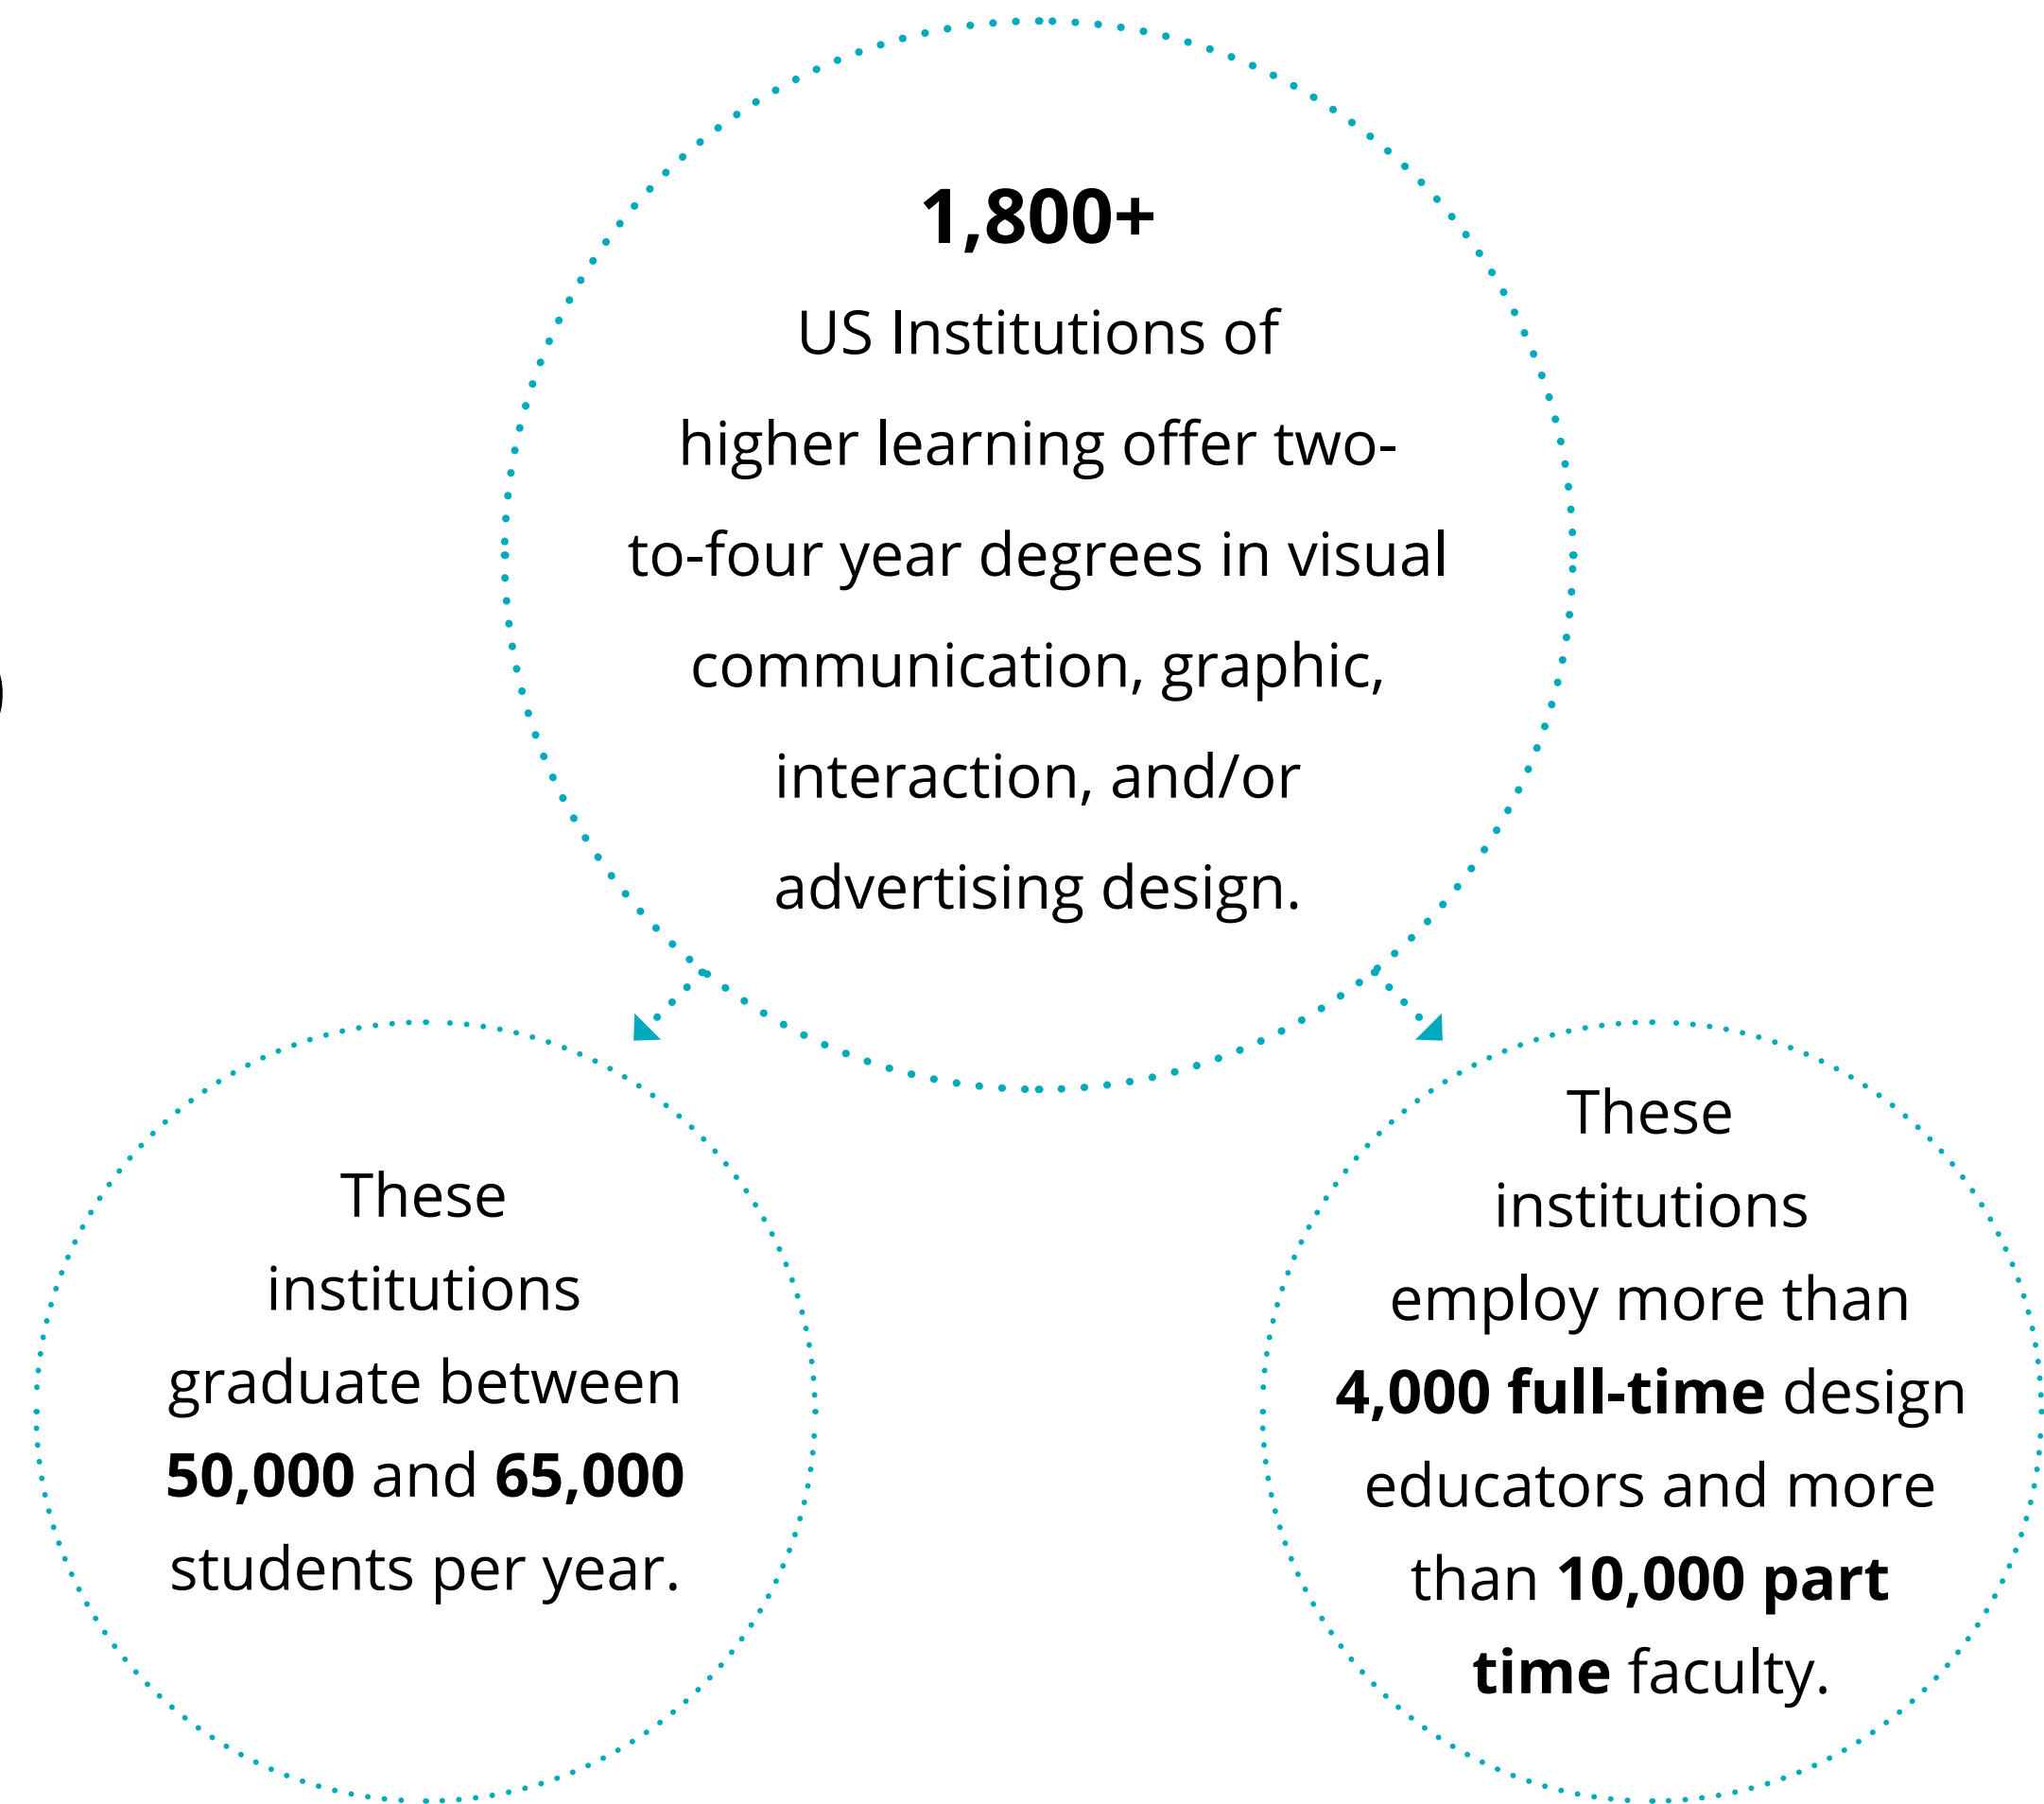 1,800+
US Institutions of
higher learning offer two-
to-four year degrees in visual
communication, graphic,
interaction, and/or
advertising design.
These
institutions
graduate between
50,000 and 65,000
students per year.
These
institutions
employ more than
4,000 full-time design
educators and more
than 10,000 part
time faculty.